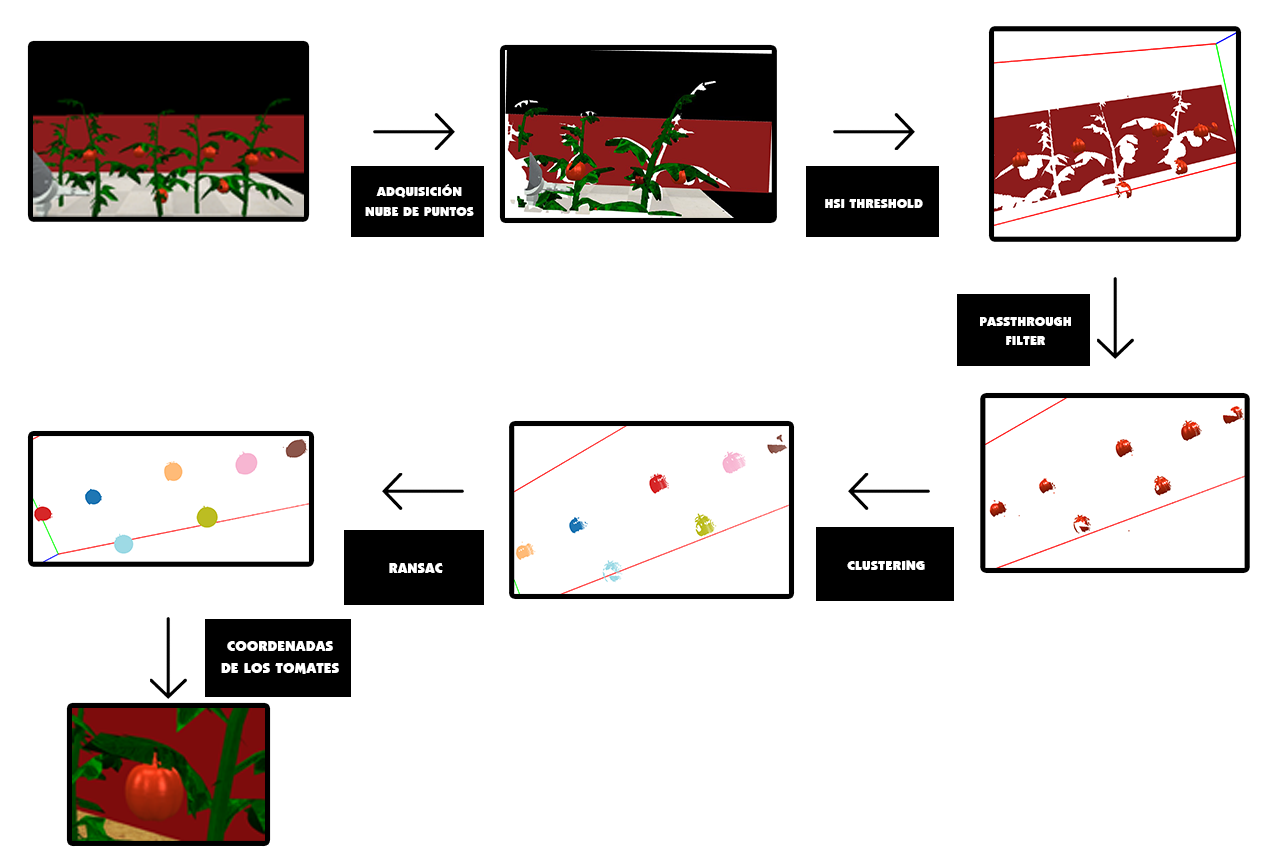 ADQUISICIÓN
NUBE DE PUNTOS
HSI THRESHOLD
PASSTHROUGH
FILTER
CLUSTERING
RANSAC
COORDENADAS
DE LOS TOMATES